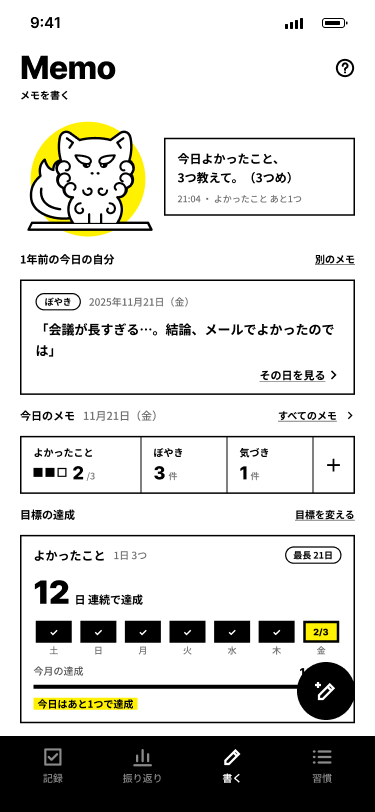 9:41
Memo
メモを書く
今日よかったこと、
3つ教えて。（3つめ）
21:04 ・ よかったこと あと1つ
1年前の今日の自分
別のメモ
ぼやき 2025年11月21日（金）
「会議が長すぎる…。結論、メールでよかったので
は」
その日を見る
今日のメモ 11月21日（金）
すべてのメモ
よかったこと
2 /3
ぼやき
3 件
気づき
1 件
目標の達成
目標を変える
よかったこと 1日 3つ
最長 21日
12 日 連続で達成
2/3
土 日 月 火 水 木 金
今月の達成
今日はあと1つで達成
記録
振り返り
書く
習慣